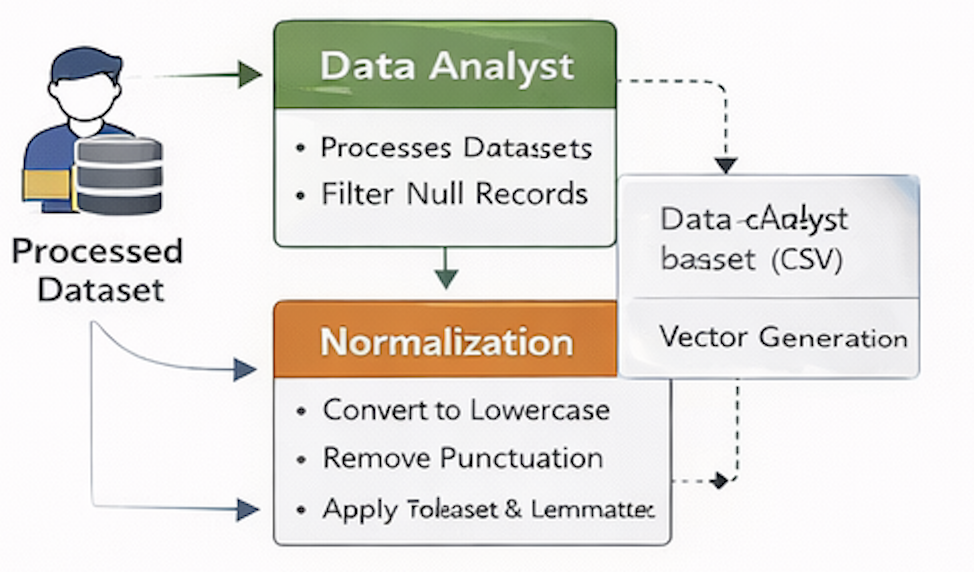 Data Analyst
• Processes Datassets
• Filter Null Records
Processed
Dataset
Data
basset (CSV)
Vector Generation
Normalization
• Convert to Lowercase
• Remove Punctuation
• Apply Toleaset & Lemmattec